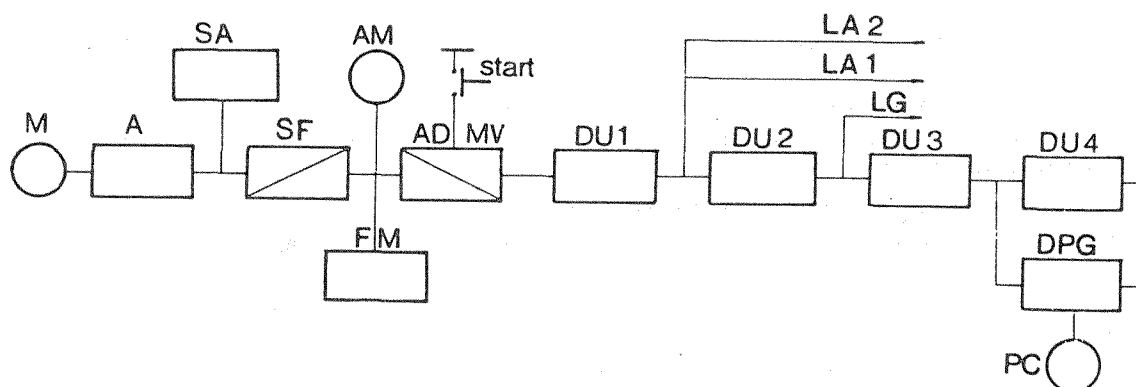 SA
AM
start
LA 2
LA 1
LG
M
A
SF
AD MV
DU1
DU2
DU3
DU4
FM
DPG
PC